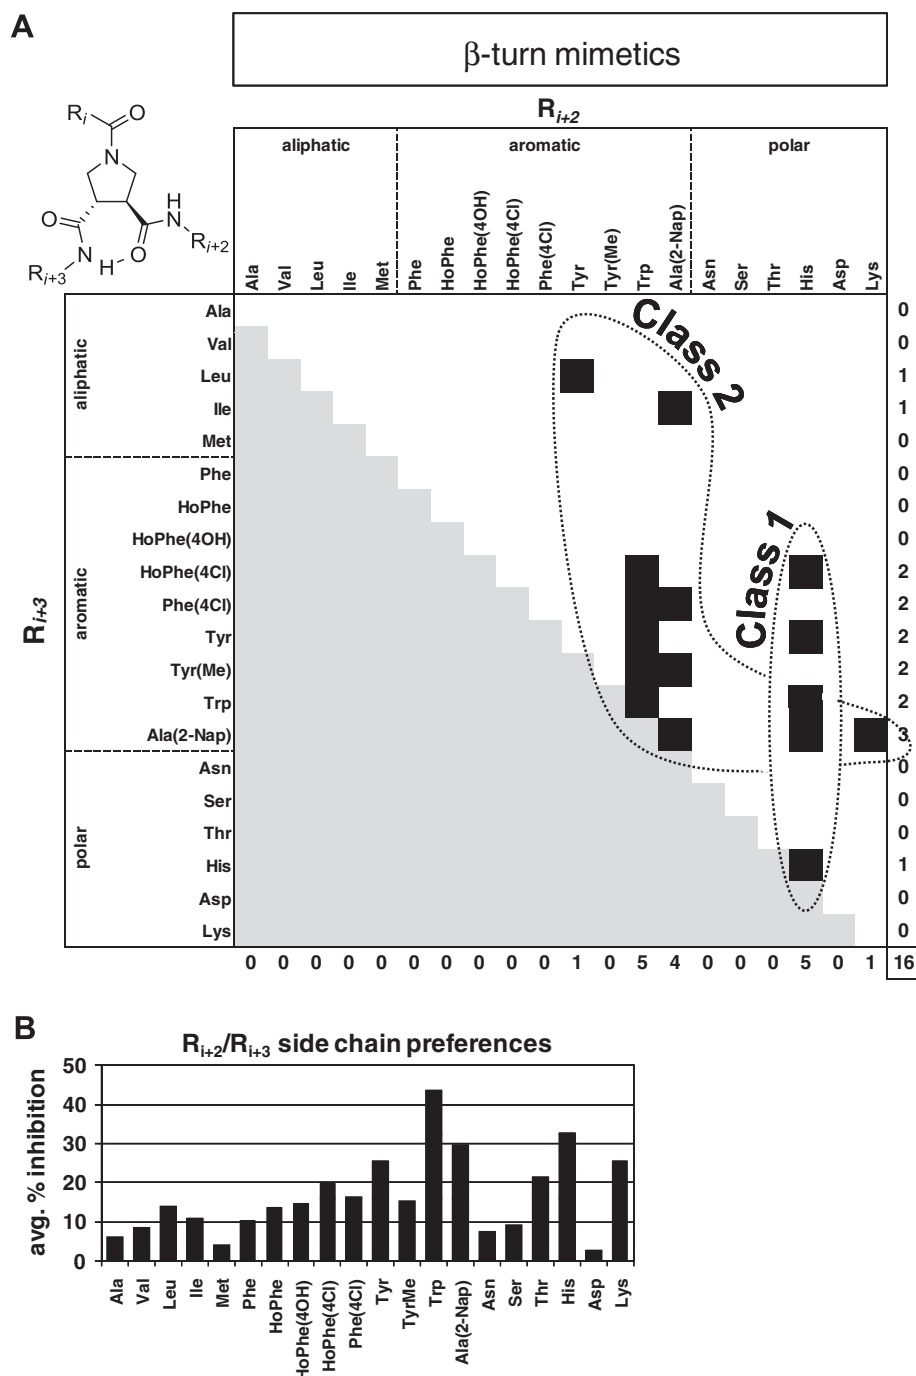 A
β-turn mimetics
R i+2
aliphatic aromatic polar
Ri O
N
O H
N
N H O Ri+2
Ri+3
Ala Val Leu Ile Met Phe HoPhe HoPhe(4OH) HoPhe(4Cl) Phe(4Cl) Tyr Tyr(Me) Trp Ala(2-Nap) Asn Ser Thr His Asp Lys
R i+3
aliphatic
Ala 0
Val 0
Leu 1
Ile 1
Met 0
aromatic
Phe 0
HoPhe 0
HoPhe(4OH) 0
HoPhe(4Cl) 2
Phe(4Cl) 2
Tyr 2
Tyr(Me) 2
Trp 2
Ala(2-Nap) 3
polar
Asn 0
Ser 0
Thr 0
His 1
Asp 0
Lys 0
Class 2
Class 1
0 0 0 0 0 0 0 0 0 0 1 0 5 4 0 0 0 5 0 1 16
B
Ri+2/Ri+3 side chain preferences
avg. % inhibition
50
40
30
20
10
0
Ala Val Leu Ile Met Phe HoPhe HoPhe(4OH) HoPhe(4Cl) Phe(4Cl) Tyr TyrMe Trp Ala(2-Nap) Asn Ser Thr His Asp Lys